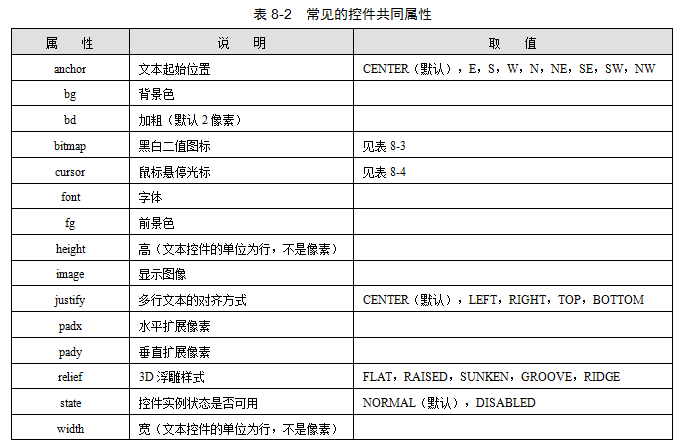 表 8-2 常见的控件共同属性
属 性 说 明 取 值
anchor 文本起始位置 CENTER（默认），E，S，W，N，NE，SE，SW，NW
bg 背景色
bd 加粗（默认 2 像素）
bitmap 黑白二值图标 见表 8-3
cursor 鼠标悬停光标 见表 8-4
font 字体
fg 前景色
height 高（文本控件的单位为行，不是像素）
image 显示图像
justify 多行文本的对齐方式 CENTER（默认），LEFT，RIGHT，TOP，BOTTOM
padx 水平扩展像素
pady 垂直扩展像素
relief 3D 浮雕样式 FLAT，RAISED，SUNKEN，GROOVE，RIDGE
state 控件实例状态是否可用 NORMAL（默认），DISABLED
width 宽（文本控件的单位为行，不是像素）